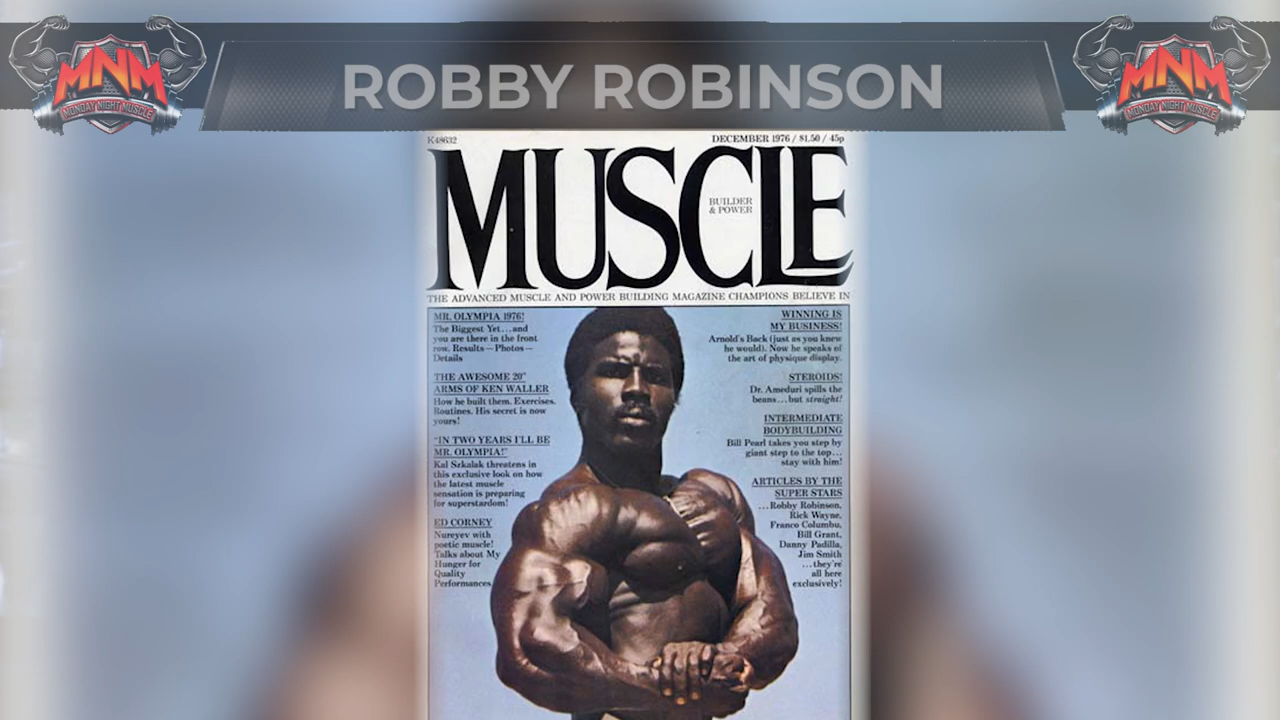 MNM
MONDAY NIGHT MUSCLE
ROBBY ROBINSON
MNM
MONDAY NIGHT MUSCLE
K48632
DECEMBER 1976 / $1.50 / 45p
MUSCLE
BUILDER
& POWER
THE ADVANCED MUSCLE AND POWER BUILDING MAGAZINE CHAMPIONS BELIEVE IN
MR. OLYMPIA 1976!
The Biggest Yet...and
you are there in the front
row. Results—Photos—
Details
THE AWESOME 20"
ARMS OF KEN WALLER
How he built them. Exercises.
Routines. His secret is now
yours!
"IN TWO YEARS I'LL BE
MR. OLYMPIA!"
Kal Szkalak threatens in
this exclusive look on how
the latest muscle
sensation is preparing
for superstardom!
ED CORNEY
Nureyev with
poetic muscle!
Talks about My
Hunger for
Quality
Performances
WINNING IS
MY BUSINESS!
Arnold's Back (just as you knew
he would). Now he speaks of
the art of physique display.
STEROIDS!
Dr. Ameduri spills the
beans...but straight!
INTERMEDIATE
BODYBUILDING
Bill Pearl takes you step by
giant step to the top...
stay with him!
ARTICLES BY THE
SUPER STARS
...Robby Robinson,
Rick Wayne,
Franco Columbu,
Bill Grant,
Danny Padilla,
Jim Smith
...they're
all here
exclusively!